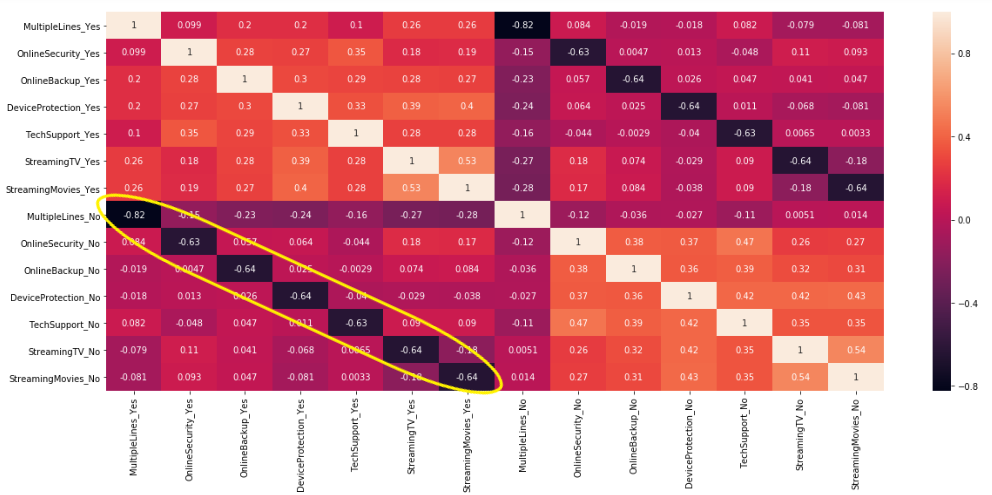 MultipleLines_Yes 1 0.099 0.2 0.2 0.1 0.26 0.26 -0.82 0.084 -0.019 -0.018 0.082 -0.079 -0.081
OnlineSecurity_Yes 0.099 1 0.28 0.27 0.35 0.18 0.19 -0.15 -0.63 0.0047 0.013 -0.048 0.11 0.093
OnlineBackup_Yes 0.2 0.28 1 0.3 0.29 0.28 0.27 -0.23 0.057 -0.64 0.026 0.047 0.041 0.047
DeviceProtection_Yes 0.2 0.27 0.3 1 0.33 0.39 0.4 -0.24 0.064 0.025 -0.64 0.011 -0.068 -0.081
TechSupport_Yes 0.1 0.35 0.29 0.33 1 0.28 0.28 -0.16 -0.044 -0.0029 -0.04 -0.63 0.0065 0.0033
StreamingTV_Yes 0.26 0.18 0.28 0.39 0.28 1 0.53 -0.27 0.18 0.074 -0.029 0.09 -0.64 -0.18
StreamingMovies_Yes 0.26 0.19 0.27 0.4 0.28 0.53 1 -0.28 0.17 0.084 -0.038 0.09 -0.18 -0.64
MultipleLines_No -0.82 -0.15 -0.23 -0.24 -0.16 -0.27 -0.28 1 -0.12 -0.036 -0.027 -0.11 0.0051 0.014
OnlineSecurity_No 0.084 -0.63 0.057 0.064 -0.044 0.18 0.17 -0.12 1 0.38 0.37 0.47 0.26 0.27
OnlineBackup_No -0.019 0.0047 -0.64 0.025 -0.0029 0.074 0.084 -0.036 0.38 1 0.36 0.39 0.32 0.31
DeviceProtection_No -0.018 0.013 0.026 -0.64 -0.04 -0.029 -0.038 -0.027 0.37 0.36 1 0.42 0.42 0.43
TechSupport_No 0.082 -0.048 0.047 0.011 -0.63 0.09 0.09 -0.11 0.47 0.39 0.42 1 0.35 0.35
StreamingTV_No -0.079 0.11 0.041 -0.068 0.0065 -0.64 -0.18 0.0051 0.26 0.32 0.42 0.35 1 0.54
StreamingMovies_No -0.081 0.093 0.047 -0.081 0.0033 -0.18 -0.64 0.014 0.27 0.31 0.43 0.35 0.54 1
MultipleLines_Yes
OnlineSecurity_Yes
OnlineBackup_Yes
DeviceProtection_Yes
TechSupport_Yes
StreamingTV_Yes
StreamingMovies_Yes
MultipleLines_No
OnlineSecurity_No
OnlineBackup_No
DeviceProtection_No
TechSupport_No
StreamingTV_No
StreamingMovies_No
0.8
0.4
0.0
−0.4
−0.8